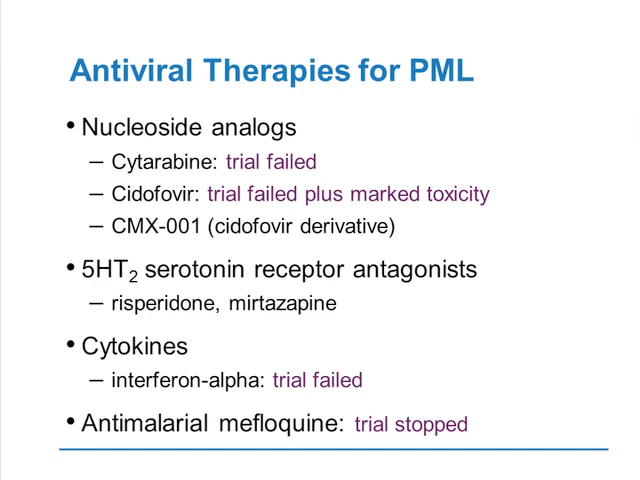 Antiviral Therapies for PML
• Nucleoside analogs
– Cytarabine: trial failed
– Cidofovir: trial failed plus marked toxicity
– CMX-001 (cidofovir derivative)
• 5HT₂ serotonin receptor antagonists
– risperidone, mirtazapine
• Cytokines
– interferon-alpha: trial failed
• Antimalarial mefloquine: trial stopped